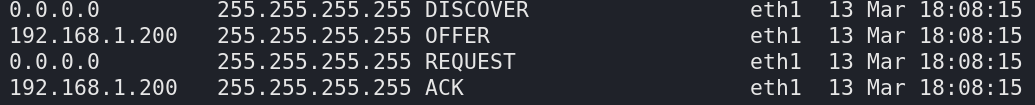 0.0.0.0 255.255.255.255 DISCOVER eth1 13 Mar 18:08:15
192.168.1.200 255.255.255.255 OFFER eth1 13 Mar 18:08:15
0.0.0.0 255.255.255.255 REQUEST eth1 13 Mar 18:08:15
192.168.1.200 255.255.255.255 ACK eth1 13 Mar 18:08:15